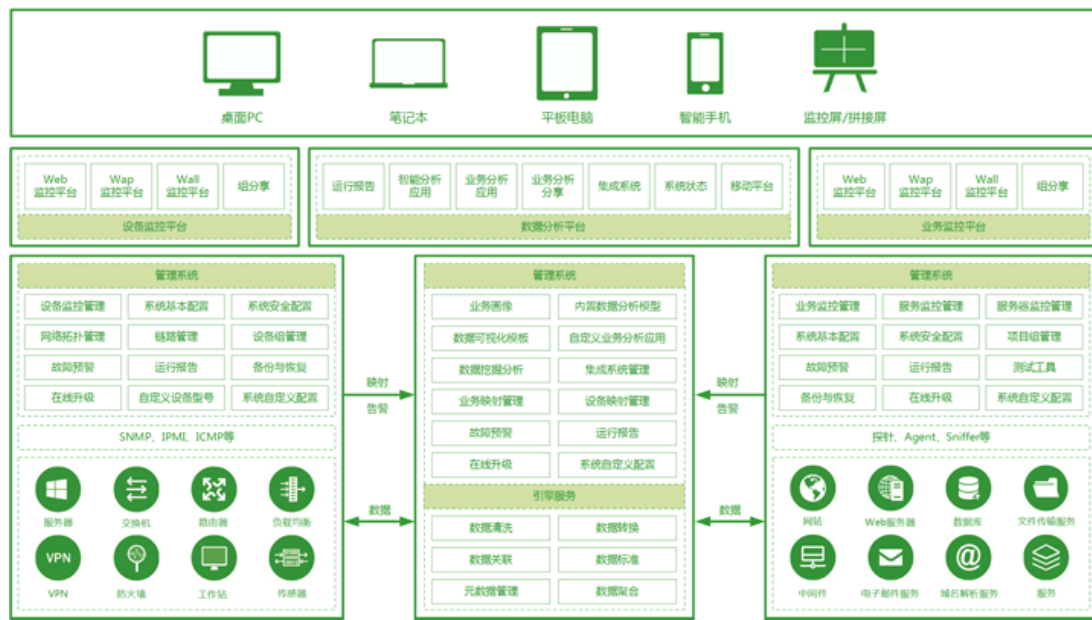 桌面PC
笔记本
平板电脑
智能手机
监控屏/拼接屏
Web
监控平台
Wap
监控平台
Wall
监控平台
组分享
设备监控平台
运行报告
智能分析
应用
业务分析
应用
业务分析
分享
集成系统
系统状态
移动平台
数据分析平台
Web
监控平台
Wap
监控平台
Wall
监控平台
组分享
业务监控平台
管理系统
设备监控管理
系统基本配置
系统安全配置
网络拓扑管理
链路管理
设备组管理
故障预警
运行报告
备份与恢复
在线升级
自定义设备型号
系统自定义配置
SNMP、IPMI、ICMP等
服务器
交换机
路由器
负载均衡
VPN
VPN
防火墙
工作站
传感器
映射
告警
数据
管理系统
业务画像
内置数据分析模型
数据可视化模板
自定义业务分析应用
数据挖掘分析
集成系统管理
业务映射管理
设备映射管理
故障预警
运行报告
在线升级
系统自定义配置
引擎服务
数据清洗
数据转换
数据关联
数据标准
元数据管理
数据聚合
映射
告警
数据
管理系统
业务监控管理
服务监控管理
服务器监控管理
系统基本配置
系统安全配置
项目组管理
故障预警
运行报告
测试工具
备份与恢复
在线升级
系统自定义配置
探针、Agent、Sniffer等
网站
Web服务器
数据库
文件传输服务
中间件
电子邮件服务
域名解析服务
服务